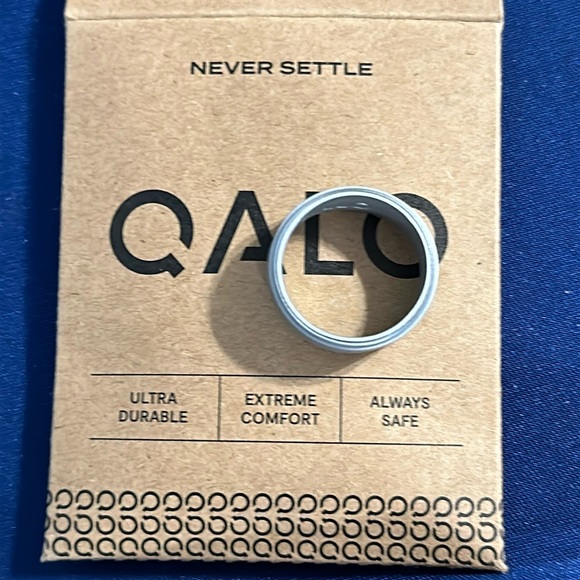 NEVER SETTLE
QALO
ULTRA
DURABLE
EXTREME
COMFORT
ALWAYS
SAFE